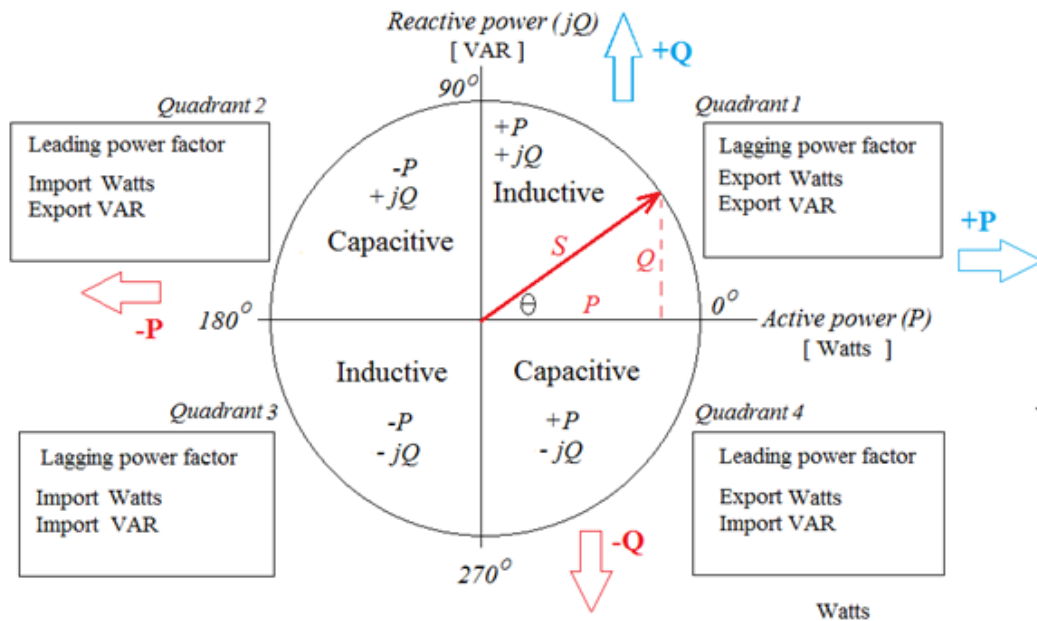 Reactive power (jQ)
[ VAR ]
+Q
90°
Quadrant 2
Quadrant 1
Leading power factor
Import Watts
Export VAR
-P
+jQ
Capacitive
+P
+jQ
Inductive
Lagging power factor
Export Watts
Export VAR
+P
S
Q
θ
P
-P
180°
0°
Active power (P)
[ Watts ]
Inductive
-P
- jQ
Capacitive
+P
- jQ
Quadrant 3
Quadrant 4
Lagging power factor
Import Watts
Import VAR
Leading power factor
Export Watts
Import VAR
-Q
270°
Watts